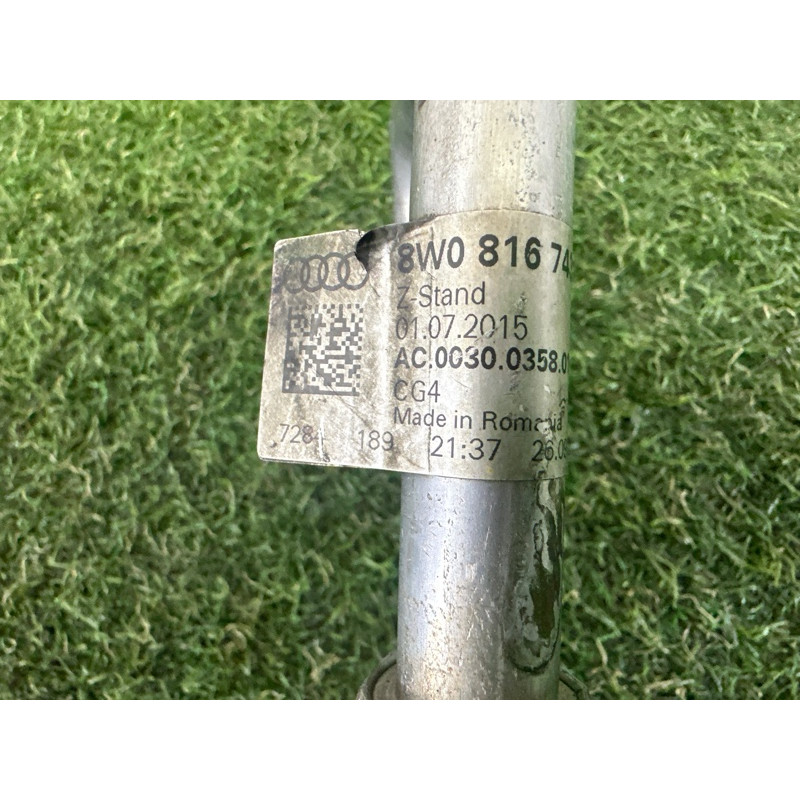 8W0 816 74
Z-Stand
01.07.2015
AC.0030.0358.0
CG4
Made in Romania
728 189 21:37 26.0